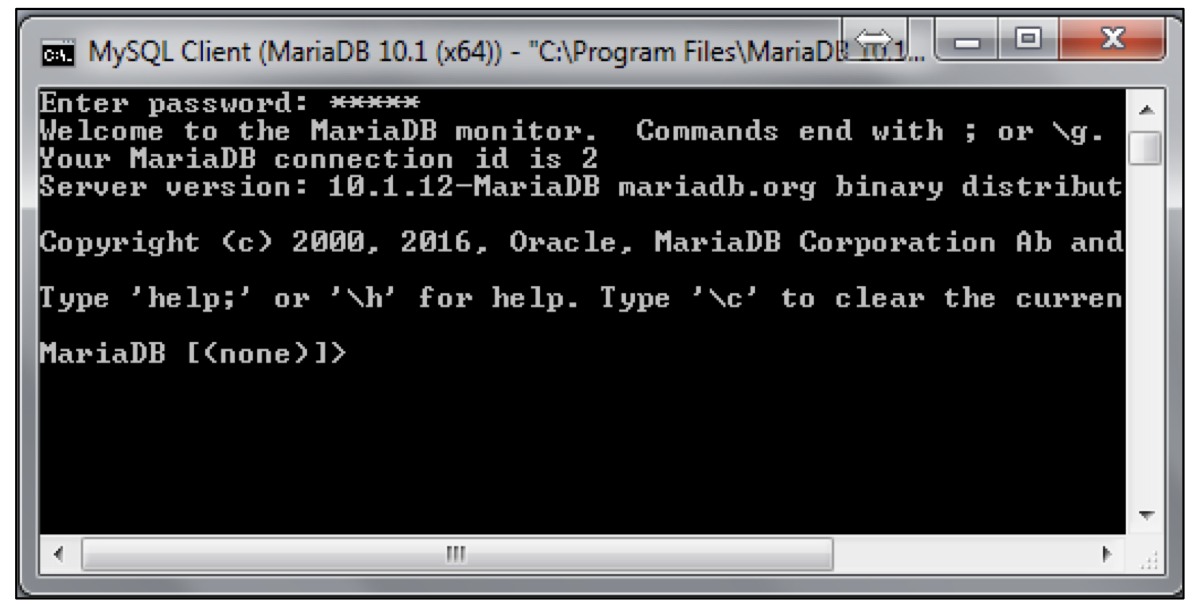 MySQL Client (MariaDB 10.1 (x64)) - "C:\Program Files\MariaDB 10.1...
Enter password: *****
Welcome to the MariaDB monitor.  Commands end with ; or \g.
Your MariaDB connection id is 2
Server version: 10.1.12-MariaDB mariadb.org binary distribut
Copyright (c) 2000, 2016, Oracle, MariaDB Corporation Ab and
Type 'help;' or '\h' for help. Type '\c' to clear the curren
MariaDB [(none)]>